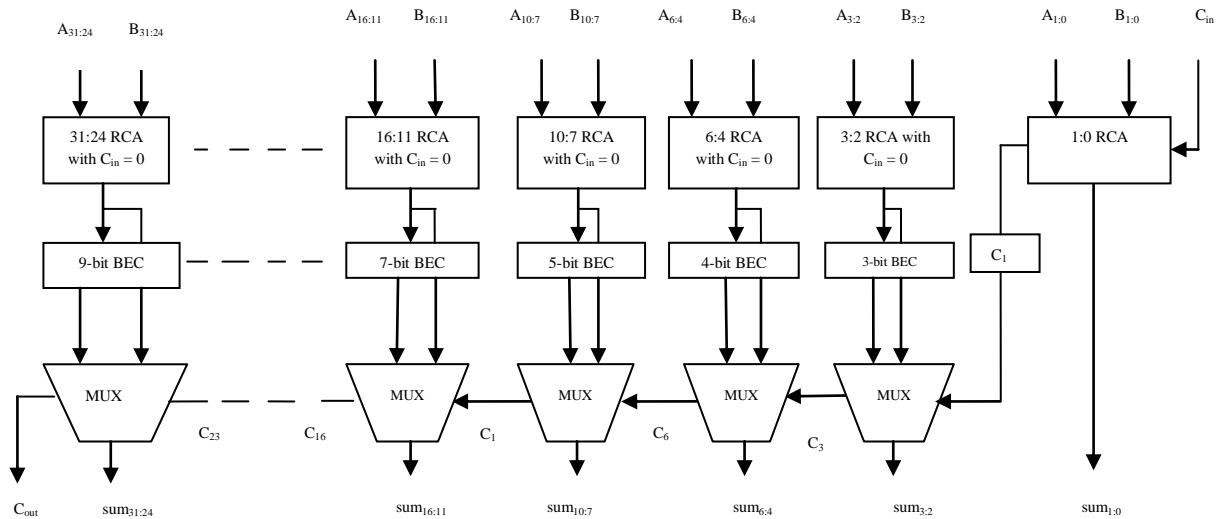 A31:24 B31:24 A16:11 B16:11 A10:7 B10:7 A6:4 B6:4 A3:2 B3:2 A1:0 B1:0 Cin
31:24 RCA
with Cin = 0
16:11 RCA
with Cin = 0
10:7 RCA
with Cin = 0
6:4 RCA
with Cin = 0
3:2 RCA with
Cin = 0
1:0 RCA
9-bit BEC
7-bit BEC
5-bit BEC
4-bit BEC
3-bit BEC
C1
MUX
MUX
MUX
MUX
MUX
C23 C16 C1 C6 C3
Cout sum31:24 sum16:11 sum10:7 sum6:4 sum3:2 sum1:0